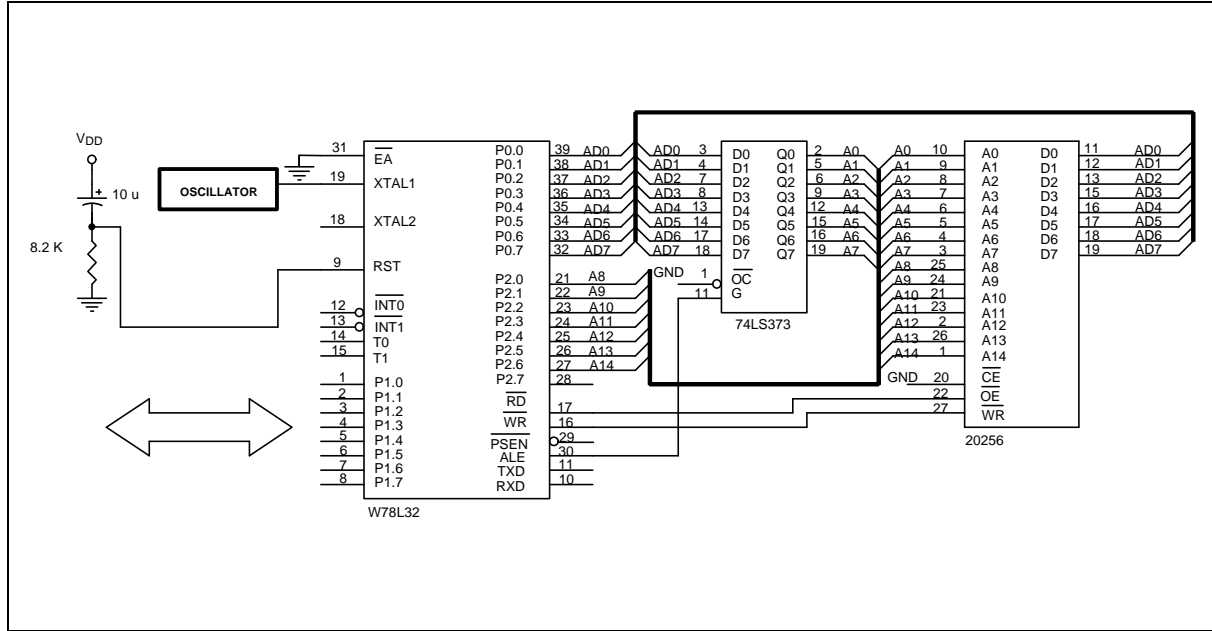 VDD
10 u
8.2 K
OSCILLATOR
31 EA
19 XTAL1
18 XTAL2
9 RST
12 INT0
13 INT1
14 T0
15 T1
1 P1.0
2 P1.1
3 P1.2
4 P1.3
5 P1.4
6 P1.5
7 P1.6
8 P1.7
P0.0 39 AD0
P0.1 38 AD1
P0.2 37 AD2
P0.3 36 AD3
P0.4 35 AD4
P0.5 34 AD5
P0.6 33 AD6
P0.7 32 AD7
P2.0 21 A8
P2.1 22 A9
P2.2 23 A10
P2.3 24 A11
P2.4 25 A12
P2.5 26 A13
P2.6 27 A14
P2.7 28
RD 17
WR 16
PSEN 29
ALE 30
TXD 11
RXD 10
W78L32
AD0 3 D0 Q0 2 A0
AD1 4 D1 Q1 5 A1
AD2 7 D2 Q2 6 A2
AD3 8 D3 Q3 9 A3
AD4 13 D4 Q4 12 A4
AD5 14 D5 Q5 15 A5
AD6 17 D6 Q6 16 A6
AD7 18 D7 Q7 19 A7
GND 1 OC
11 G
74LS373
A0 10 A0 D0 11 AD0
A1 9 A1 D1 12 AD1
A2 8 A2 D2 13 AD2
A3 7 A3 D3 15 AD3
A4 6 A4 D4 16 AD4
A5 5 A5 D5 17 AD5
A6 4 A6 D6 18 AD6
A7 3 A7 D7 19 AD7
A8 25 A8
A9 24 A9
A10 21 A10
A11 23 A11
A12 2 A12
A13 26 A13
A14 1 A14
GND 20 CE
22 OE
27 WR
20256